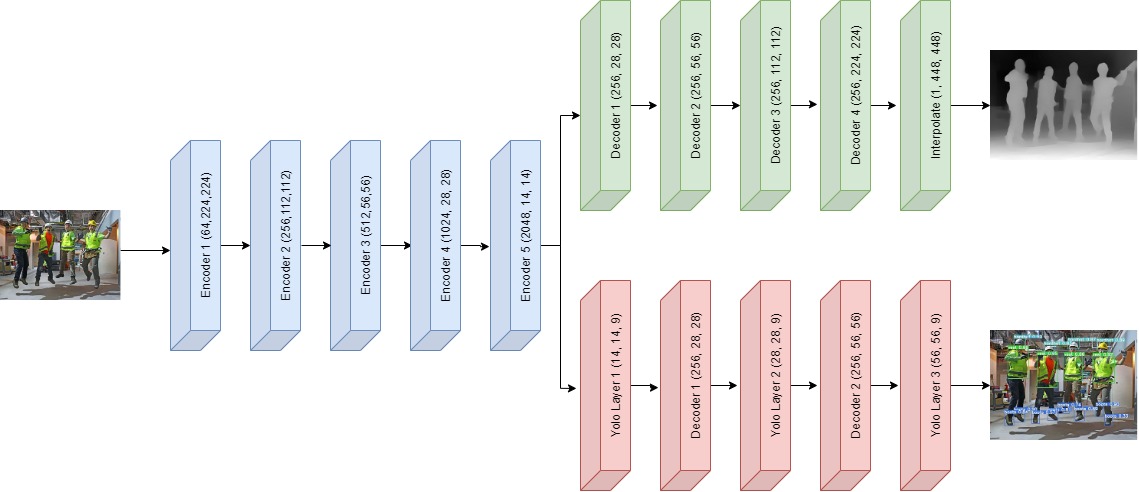 Encoder 1 (64,224,224)
Encoder 2 (256,112,112)
Encoder 3 (512,56,56)
Encoder 4 (1024, 28, 28)
Encoder 5 (2048, 14, 14)
Decoder 1 (256, 28, 28)
Decoder 2 (256, 56, 56)
Decoder 3 (256, 112, 112)
Decoder 4 (256, 224, 224)
Interpolate (1, 448, 448)
Yolo Layer 1 (14, 14, 9)
Decoder 1 (256, 28, 28)
Yolo Layer 2 (28, 28, 9)
Decoder 2 (256, 56, 56)
Yolo Layer 3 (56, 56, 9)